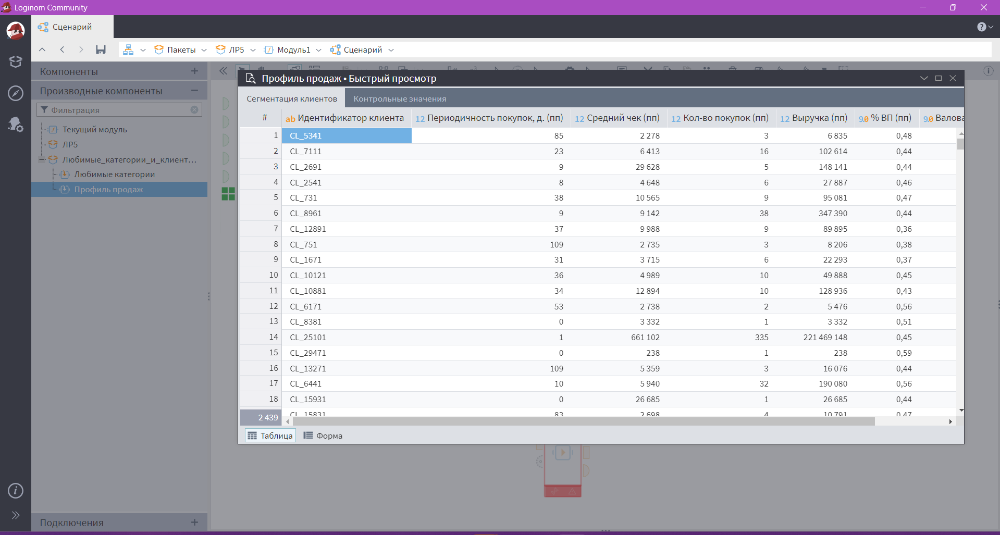 Loginom Community
Сценарий
Пакеты ЛР5 Модуль1 Сценарий
Компоненты
Производные компоненты
Фильтрация
Текущий модуль
ЛР5
Любимые_категории_и_клиент...
Любимые категории
Профиль продаж
Подключения
Профиль продаж • Быстрый просмотр
Сегментация клиентов Контрольные значения
# ab Идентификатор клиента 12 Периодичность покупок, д. (пп) 12 Средний чек (пп) 12 Кол-во покупок (пп) 12 Выручка (пп) 9.0 % ВП (пп) 9.0 Валова
1 CL_5341 85 2 278 3 6 835 0,48
2 CL_7111 23 6 413 16 102 614 0,44
3 CL_2691 9 29 628 5 148 141 0,44
4 CL_2541 8 4 648 6 27 887 0,46
5 CL_731 38 10 565 9 95 081 0,47
6 CL_8961 9 9 142 38 347 390 0,44
7 CL_12891 37 9 988 9 89 895 0,36
8 CL_751 109 2 735 3 8 206 0,38
9 CL_1671 31 3 715 6 22 293 0,37
10 CL_10121 36 4 989 10 49 888 0,45
11 CL_10881 34 12 894 10 128 936 0,43
12 CL_6171 53 2 738 2 5 476 0,56
13 CL_8381 0 3 332 1 3 332 0,51
14 CL_25101 1 661 102 335 221 469 148 0,45
15 CL_29471 0 238 1 238 0,59
16 CL_13271 109 5 359 3 16 076 0,44
17 CL_6441 10 5 940 32 190 080 0,56
18 CL_15931 0 26 685 1 26 685 0,44
CL_15831 83 2 698 4 10 791 0,47
2 439
Таблица Форма